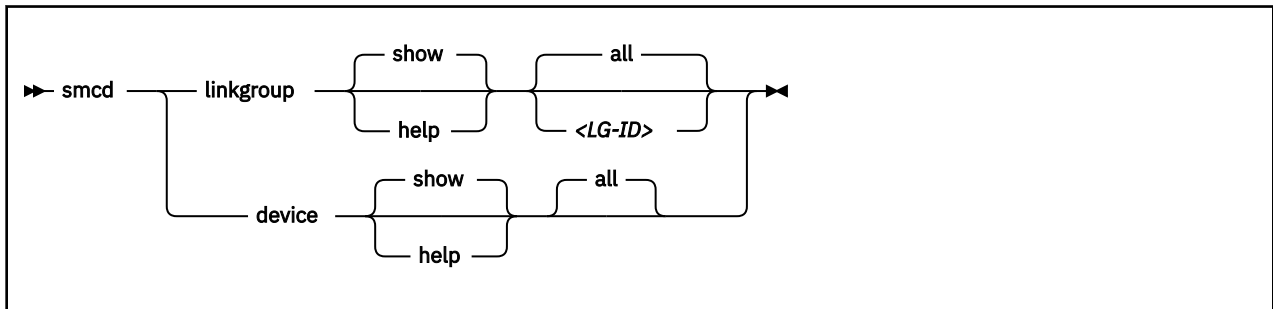 show all
smcd linkgroup
help <LG-ID>
show all
device
help